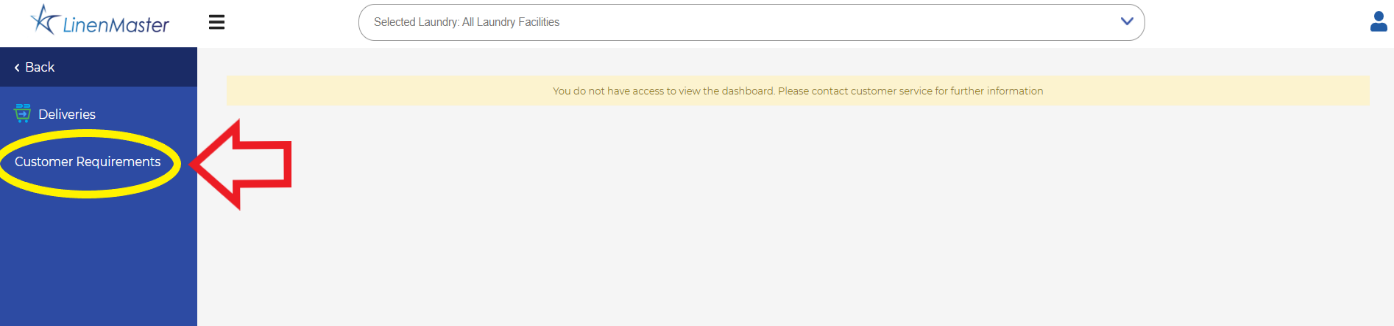 LinenMaster
Selected Laundry: All Laundry Facilities
Back
You do not have access to view the dashboard. Please contact customer service for further information
Deliveries
Customer Requirements